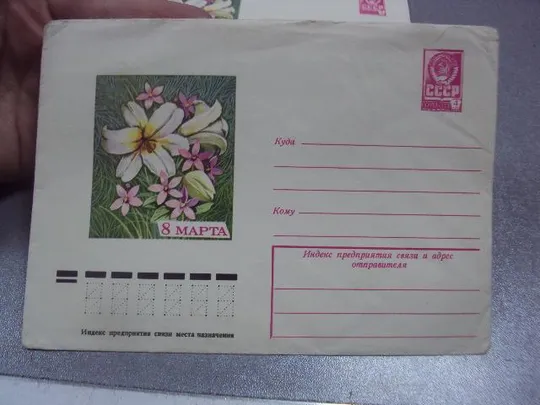 СССР
Куда
8 МАРТА
Кому
Индекс предприятия связи и адрес
отправителя
Индекс предприятия связи места назначения